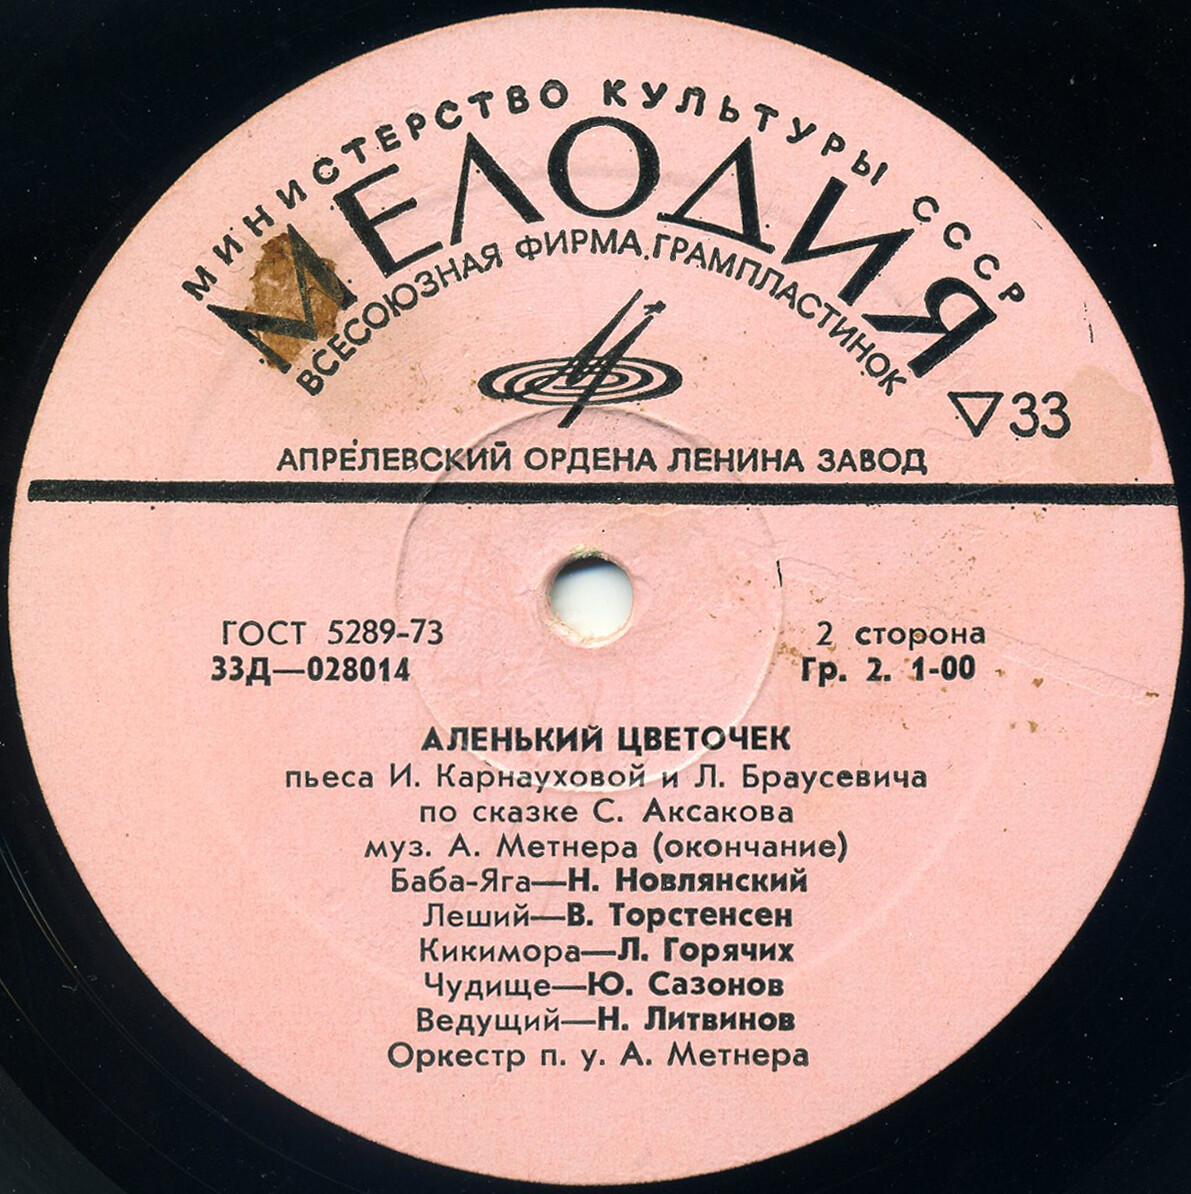 МИНИСТЕРСТВО КУЛЬТУРЫ СССР
МЕЛОДИЯ
ВСЕСОЮЗНАЯ ФИРМА ГРАМПЛАСТИНОК
▽33
АПРЕЛЕВСКИЙ ОРДЕНА ЛЕНИНА ЗАВОД
ГОСТ 5289-73
2 сторона
33Д—028014
Гр. 2. 1-00
АЛЕНЬКИЙ ЦВЕТОЧЕК
пьеса И. Карнауховой и Л. Браусевича
по сказке С. Аксакова
муз. А. Метнера (окончание)
Баба-Яга—Н. Новлянский
Леший—В. Торстенсен
Кикимора—Л. Горячих
Чудище—Ю. Сазонов
Ведущий—Н. Литвинов
Оркестр п. у. А. Метнера